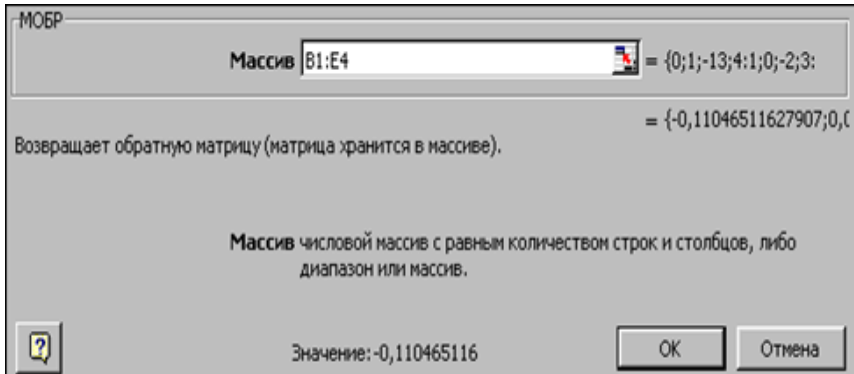 МОБР
Массив B1:E4 = {0;1;-13;4:1;0;-2;3:
= {-0,11046511627907;0,0
Возвращает обратную матрицу (матрица хранится в массиве).
Массив числовой массив с равным количеством строк и столбцов, либо
диапазон или массив.
? Значение:-0,110465116 ОК Отмена